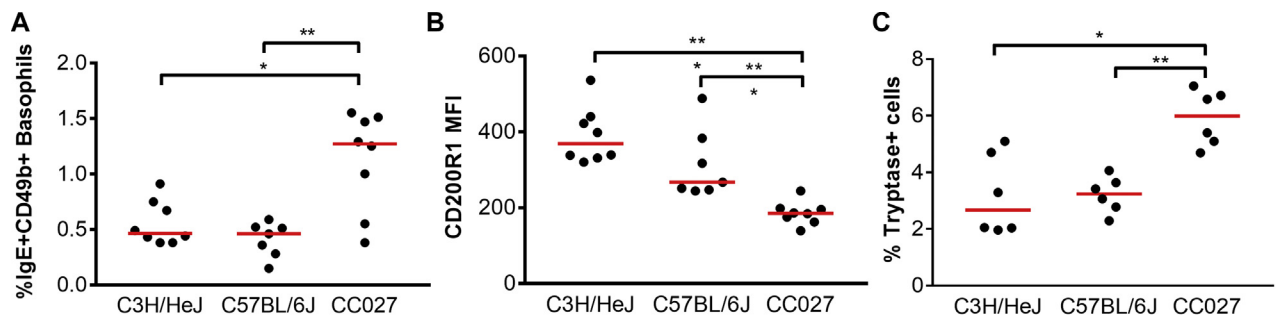 A
%IgE+CD49b+ Basophils
2.0
1.5
1.0
0.5
0.0
**
*
C3H/HeJ C57BL/6J CC027
B
CD200R1 MFI
600
400
200
0
**
*
**
*
C3H/HeJ C57BL/6J CC027
C
% Tryptase+ cells
8
6
4
2
0
*
**
C3H/HeJ C57BL/6J CC027